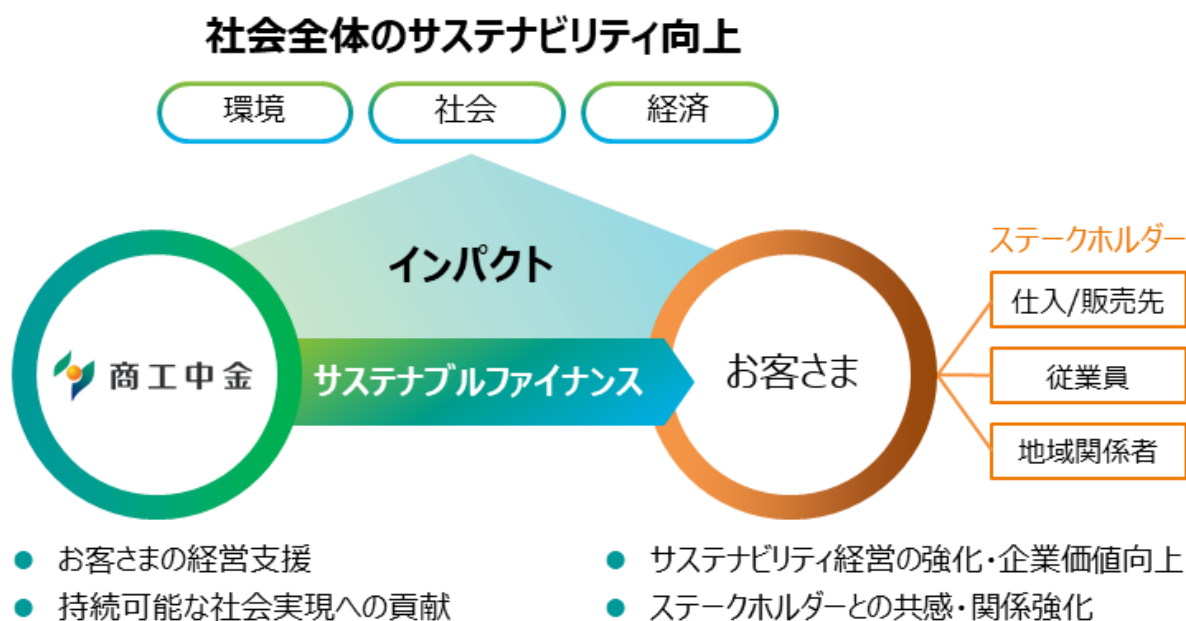 社会全体のサステナビリティ向上
環境
社会
経済
インパクト
商工中金
サステナブルファイナンス
お客さま
ステークホルダー
仕入/販売先
従業員
地域関係者
● お客さまの経営支援
● 持続可能な社会実現への貢献
● サステナビリティ経営の強化・企業価値向上
● ステークホルダーとの共感・関係強化